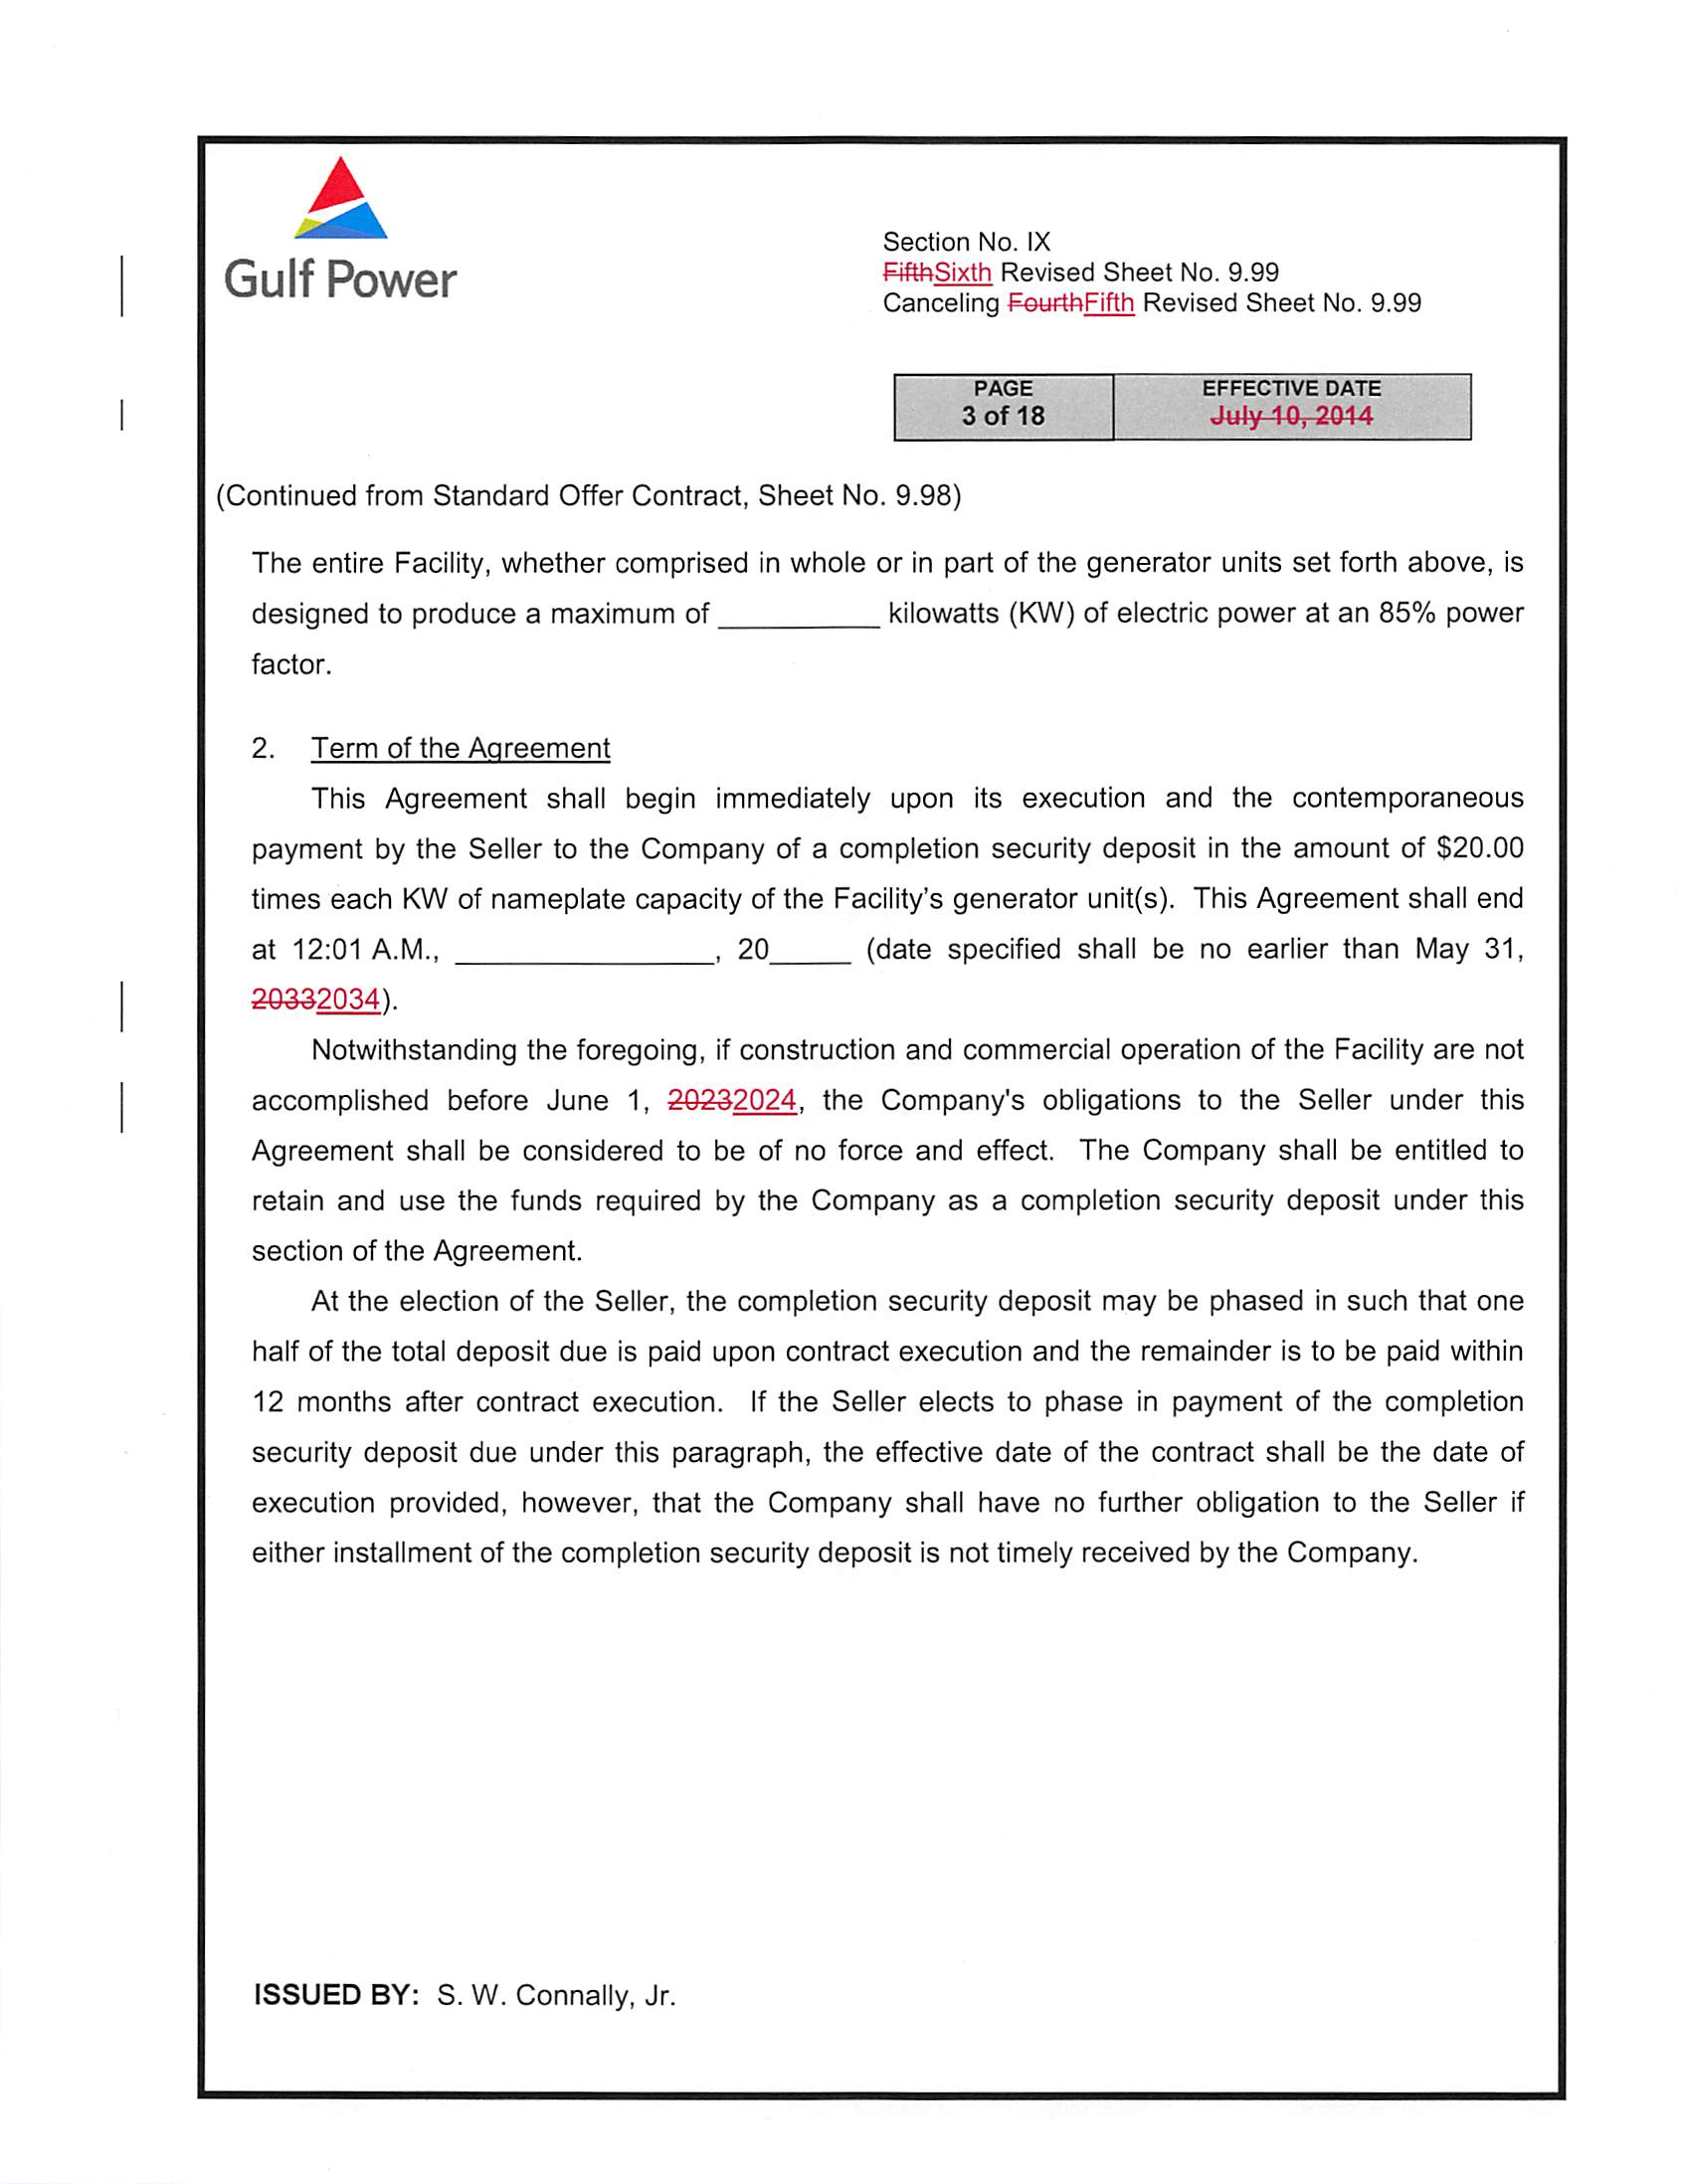 Gulf Power
Section No. IX
FifthSixth Revised Sheet No. 9.99
Canceling FourthFifth Revised Sheet No. 9.99
PAGE
3 of 18
EFFECTIVE DATE
July 10, 2014
(Continued from Standard Offer Contract, Sheet No. 9.98)
The entire Facility, whether comprised in whole or in part of the generator units set forth above, is
designed to produce a maximum of __________ kilowatts (KW) of electric power at an 85% power
factor.
2. Term of the Agreement
This Agreement shall begin immediately upon its execution and the contemporaneous
payment by the Seller to the Company of a completion security deposit in the amount of $20.00
times each KW of nameplate capacity of the Facility's generator unit(s). This Agreement shall end
at 12:01 A.M., ________________, 20_____ (date specified shall be no earlier than May 31,
20332034).
Notwithstanding the foregoing, if construction and commercial operation of the Facility are not
accomplished before June 1, 20232024, the Company's obligations to the Seller under this
Agreement shall be considered to be of no force and effect. The Company shall be entitled to
retain and use the funds required by the Company as a completion security deposit under this
section of the Agreement.
At the election of the Seller, the completion security deposit may be phased in such that one
half of the total deposit due is paid upon contract execution and the remainder is to be paid within
12 months after contract execution. If the Seller elects to phase in payment of the completion
security deposit due under this paragraph, the effective date of the contract shall be the date of
execution provided, however, that the Company shall have no further obligation to the Seller if
either installment of the completion security deposit is not timely received by the Company.
ISSUED BY: S. W. Connally, Jr.